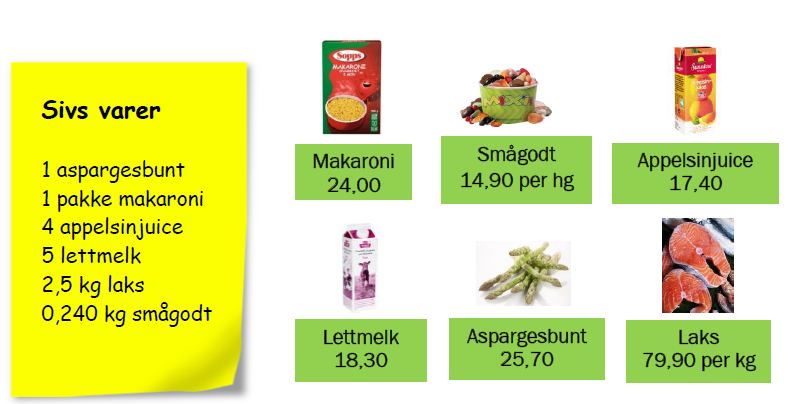 Sivs varer
1 aspargesbunt
1 pakke makaroni
4 appelsinjuice
5 lettmelk
2,5 kg laks
0,240 kg smågodt
Sopps
MAKARONI
Makaroni
24,00
MIX
Smågodt
14,90 per hg
Appelsinjuice
17,40
Lettmelk
18,30
Aspargesbunt
25,70
Laks
79,90 per kg